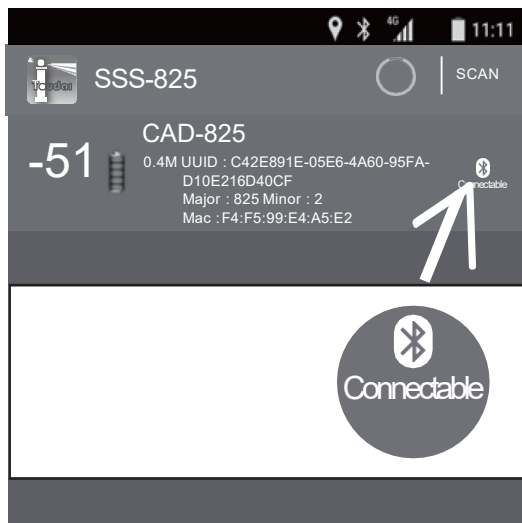 4G 11:11
Toudai SSS-825 SCAN
CAD-825
-51
0.4M UUID : C42E891E-05E6-4A60-95FA-
D10E216D40CF
Major : 825 Minor : 2
Mac :F4:F5:99:E4:A5:E2
Connectable
Connectable